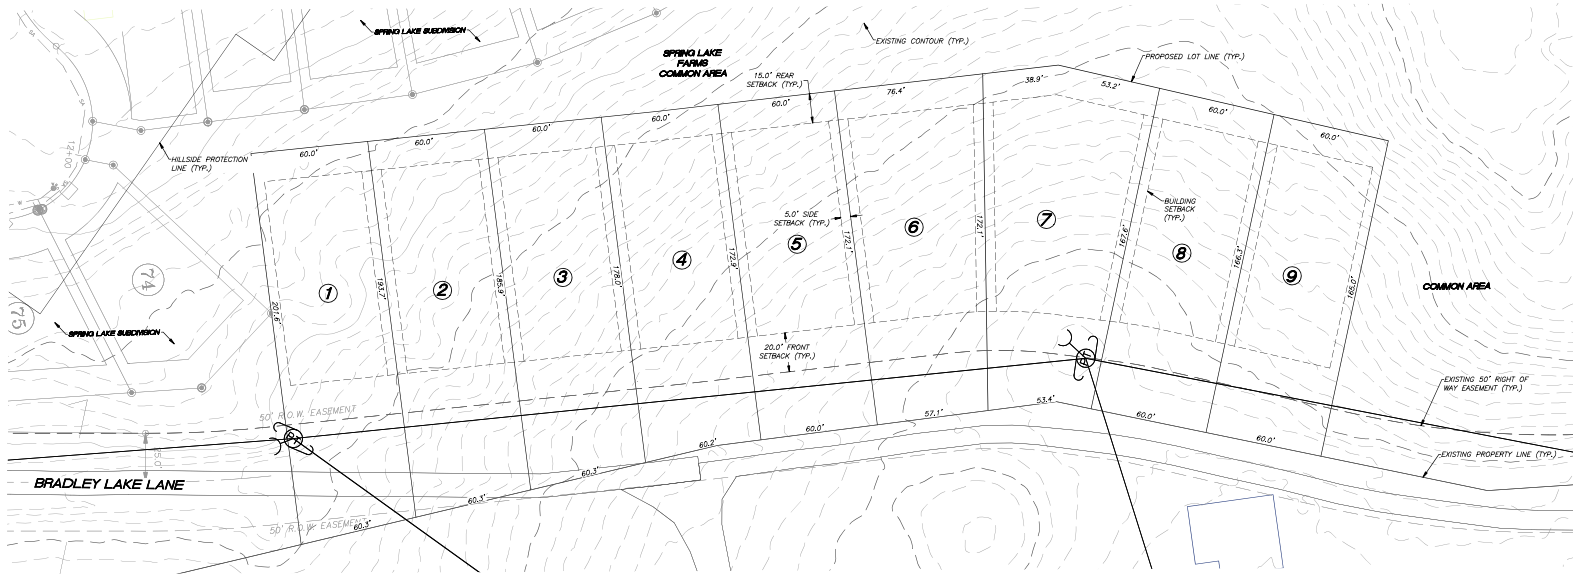 SPRING LAKE SUBDIVISION
SPRING LAKE
FARMS
COMMON AREA
EXISTING CONTOUR (TYP.)
PROPOSED LOT LINE (TYP.)
15.0' REAR
SETBACK (TYP.)
38.9'
53.2'
76.4'
60.0'
60.0'
60.0'
60.0'
60.0'
60.0'
60.0'
12+00
HILLSIDE PROTECTION
LINE (TYP.)
BUILDING
SETBACK
(TYP.)
5.0' SIDE
SETBACK (TYP.)
74
75
1
2
3
4
5
6
7
8
9
201.6'
193.7'
185.9'
178.0'
172.9'
172.1'
172.1'
167.6'
166.3'
165.0'
COMMON AREA
SPRING LAKE SUBDIVISION
20.0' FRONT
SETBACK (TYP.)
EXISTING 50' RIGHT OF
WAY EASEMENT (TYP.)
50' R.O.W. EASEMENT
53.4'
57.1'
60.0'
60.0'
60.0'
60.2'
60.3'
60.3'
60.3'
EXISTING PROPERTY LINE (TYP.)
BRADLEY LAKE LANE
50' R.O.W. EASEMENT